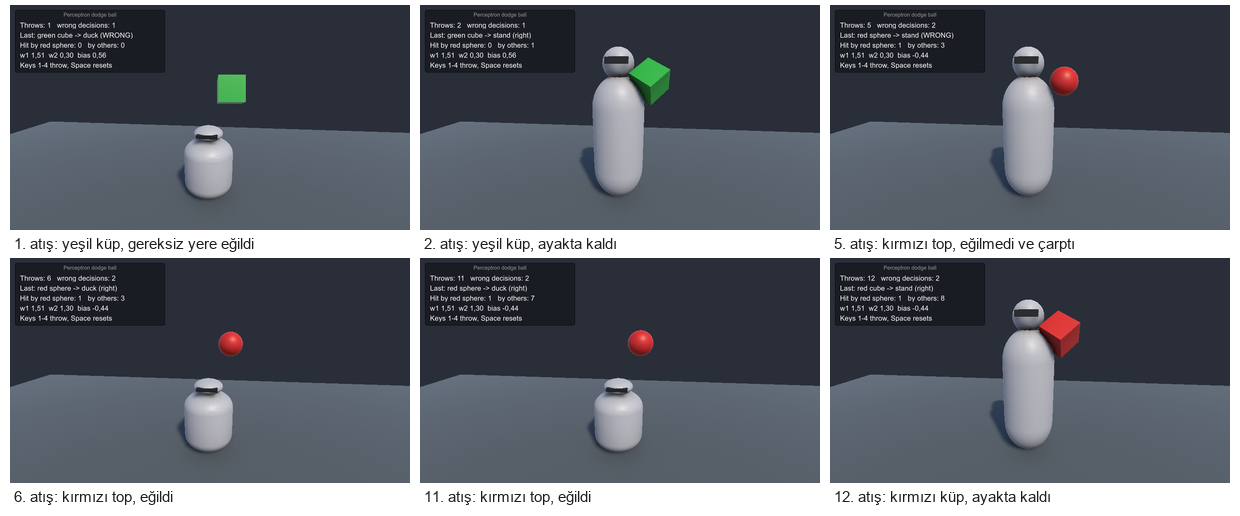 Perceptron dodge ball
Throws: 1 wrong decisions: 1
Last: green cube -> duck (WRONG)
Hit by red sphere: 0 by others: 0
w1 1,51 w2 0,30 bias 0,56
Keys 1-4 throw, Space resets
1. atış: yeşil küp, gereksiz yere eğildi
Perceptron dodge ball
Throws: 2 wrong decisions: 1
Last: green cube -> stand (right)
Hit by red sphere: 0 by others: 1
w1 1,51 w2 0,30 bias 0,56
Keys 1-4 throw, Space resets
2. atış: yeşil küp, ayakta kaldı
Perceptron dodge ball
Throws: 5 wrong decisions: 2
Last: red sphere -> stand (WRONG)
Hit by red sphere: 1 by others: 3
w1 1,51 w2 0,30 bias -0,44
Keys 1-4 throw, Space resets
5. atış: kırmızı top, eğilmedi ve çarptı
Perceptron dodge ball
Throws: 6 wrong decisions: 2
Last: red sphere -> duck (right)
Hit by red sphere: 1 by others: 3
w1 1,51 w2 1,30 bias -0,44
Keys 1-4 throw, Space resets
6. atış: kırmızı top, eğildi
Perceptron dodge ball
Throws: 11 wrong decisions: 2
Last: red sphere -> duck (right)
Hit by red sphere: 1 by others: 7
w1 1,51 w2 1,30 bias -0,44
Keys 1-4 throw, Space resets
11. atış: kırmızı top, eğildi
Perceptron dodge ball
Throws: 12 wrong decisions: 2
Last: red cube -> stand (right)
Hit by red sphere: 1 by others: 8
w1 1,51 w2 1,30 bias -0,44
Keys 1-4 throw, Space resets
12. atış: kırmızı küp, ayakta kaldı